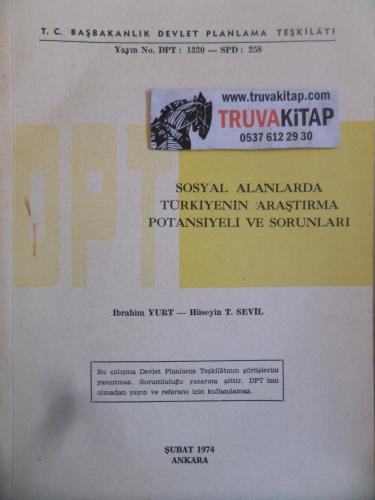 T. C. BAŞBAKANLIK DEVLET PLANLAMA TEŞKİLÂTI
Yayın No. DPT : 1320 — SPD : 258
www.truvakitap.com
TRUVAKİTAP
0537 612 29 30
DPT
SOSYAL ALANLARDA
TÜRKİYENİN ARAŞTIRMA
POTANSİYELİ VE SORUNLARI
İbrahim YURT — Hüseyin T. SEVİL
Bu çalışma Devlet Planlama Teşkilâtının görüşlerini
yansıtmaz. Sorumluluğu yazarına aittir. DPT izni
olmadan yayın ve referans için kullanılamaz.
ŞUBAT 1974
ANKARA